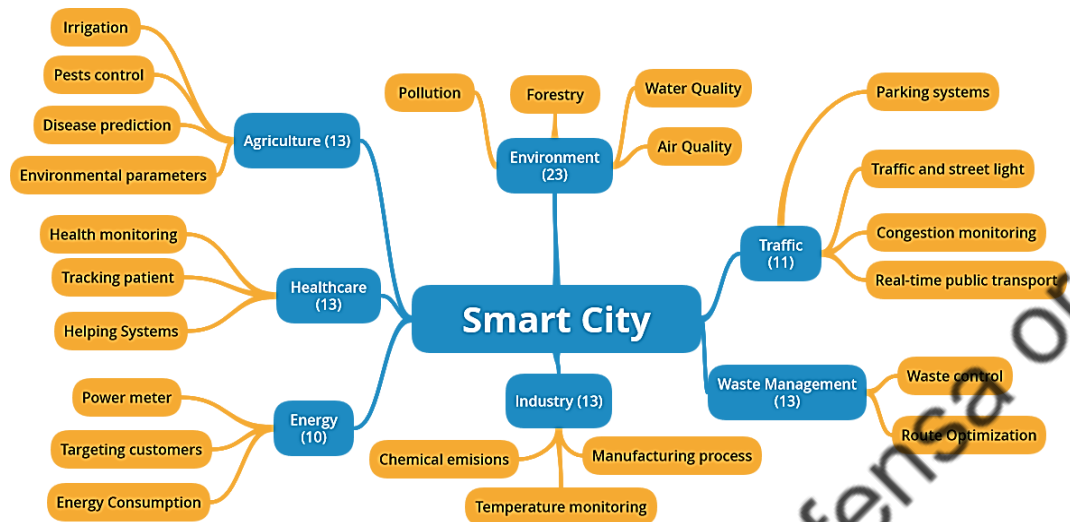 Irrigation
Pests control
Disease prediction
Environmental parameters
Agriculture (13)
Pollution
Forestry
Water Quality
Air Quality
Environment
(23)
Parking systems
Traffic and street light
Congestion monitoring
Real-time public transport
Traffic
(11)
Health monitoring
Tracking patient
Helping Systems
Healthcare
(13)
Smart City
Power meter
Targeting customers
Energy Consumption
Energy
(10)
Industry (13)
Chemical emisions
Manufacturing process
Temperature monitoring
Waste Management
(13)
Waste control
Route Optimization